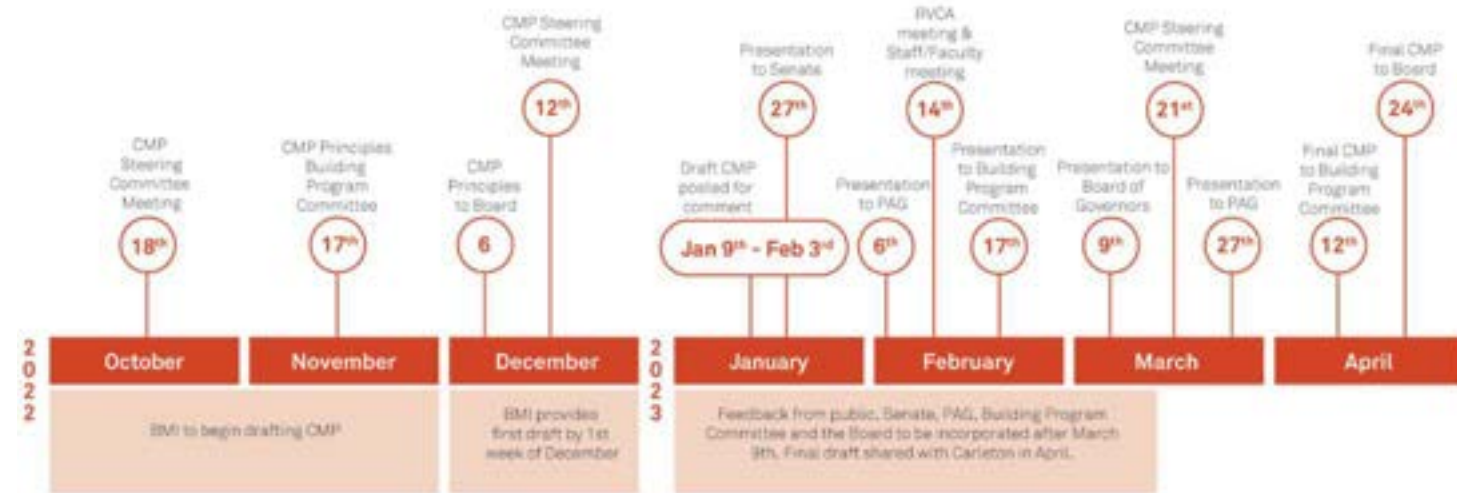 CMP
Steering
Committee
Meeting
18th
CMP Principles
Building
Program
Committee
17th
CMP
Principles
to Board
6
CMP Steering
Committee
Meeting
12th
Draft CMP
posted for
comment
Jan 9th - Feb 3rd
Presentation
to Senate
27th
Presentation
to PAG
6th
RVCA
meeting &
Staff/Faculty
meeting
14th
Presentation
to Building
Program
Committee
17th
Presentation to
Board of
Governors
9th
CMP Steering
Committee
Meeting
21st
Presentation
to PAG
27th
Final CMP
to Building
Program
Committee
12th
Final CMP
to Board
24th
2022
October
November
December
2023
January
February
March
April
BMI to begin drafting CMP
BMI provides
first draft by 1st
week of December
Feedback from public, Senate, PAG, Building Program
Committee and the Board to be incorporated after March
9th. Final draft shared with Carleton in April.